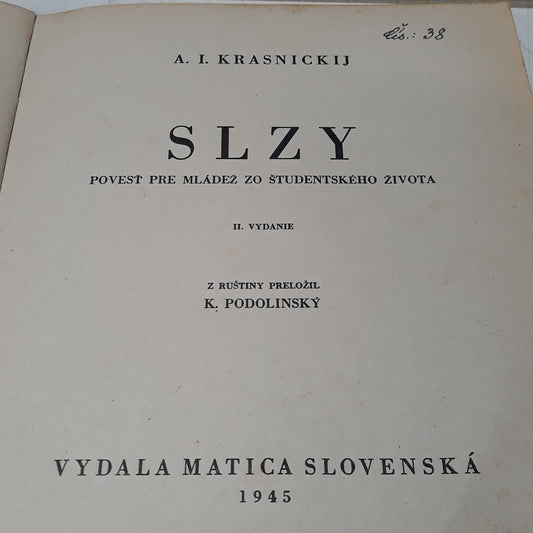 čís.: 38
A. I. KRASNICKIJ
SLZY
POVESŤ PRE MLÁDEŽ ZO ŠTUDENTSKÉHO ŽIVOTA
II. VYDANIE
Z RUŠTINY PRELOŽIL
K. PODOLINSKÝ
VYDALA MATICA SLOVENSKÁ
1945